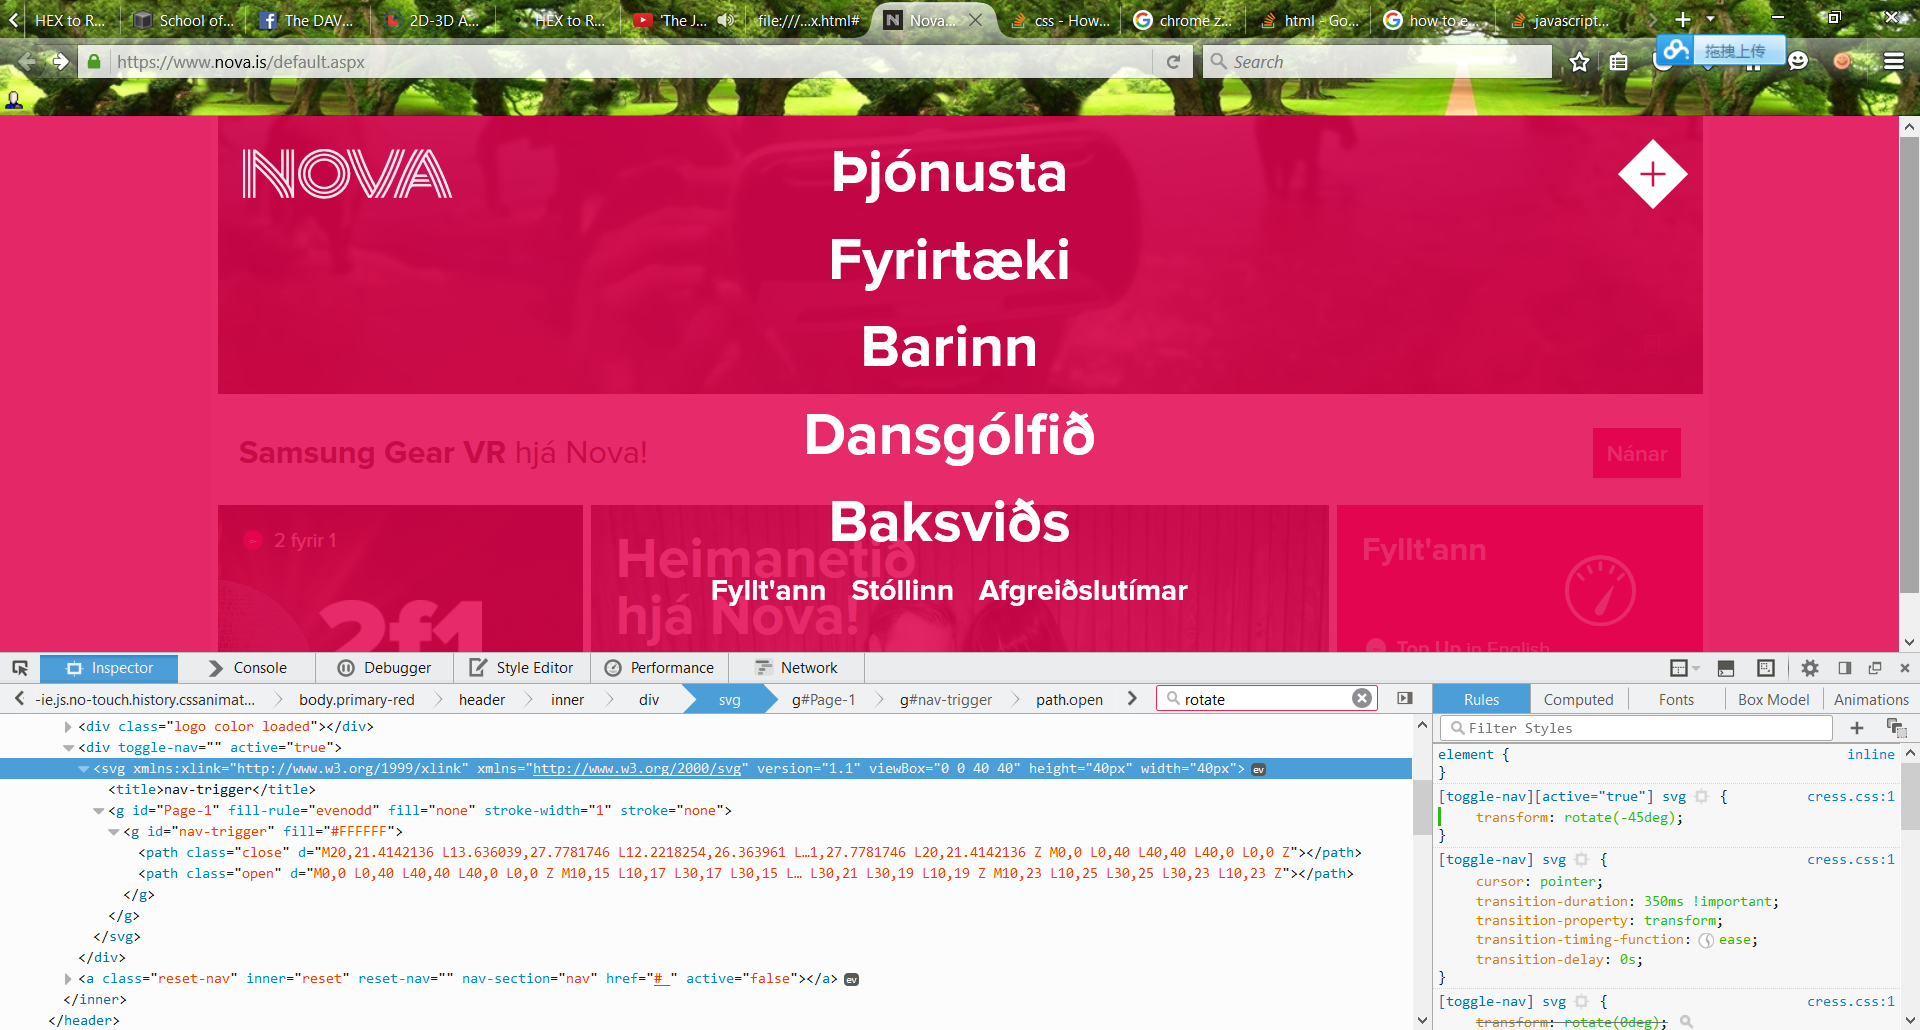 HEX to R...
School of...
The DAV...
2D-3D A...
HEX to R...
'The J...
file:///...x.html#
Nova...
css - How...
chrome z...
html - Go...
how to e...
javascript...
https://www.nova.is/default.aspx
Search
拖拽上传
NOVA
Þjónusta
Fyrirtæki
Barinn
Dansgólfið
Baksviðs
Fyllt'ann Stóllinn Afgreiðslutímar
Samsung Gear VR hjá Nova!
Nánar
2 fyrir 1
2f1
Heimanetið
hjá Nova!
Fyllt'ann
Top Up in English
Inspector Console Debugger Style Editor Performance Network
-ie.js.no-touch.history.cssanimat... body.primary-red header inner div svg g#Page-1 g#nav-trigger path.open
rotate
Rules Computed Fonts Box Model Animations
<div class="logo color loaded"></div>
<div toggle-nav="" active="true">
<svg xmlns:xlink="http://www.w3.org/1999/xlink" xmlns="http://www.w3.org/2000/svg" version="1.1" viewBox="0 0 40 40" height="40px" width="40px"> ev
<title>nav-trigger</title>
<g id="Page-1" fill-rule="evenodd" fill="none" stroke-width="1" stroke="none">
<g id="nav-trigger" fill="#FFFFFF">
<path class="close" d="M20,21.4142136 L13.636039,27.7781746 L12.2218254,26.363961 L…1,27.7781746 L20,21.4142136 Z M0,0 L0,40 L40,40 L40,0 L0,0 Z"></path>
<path class="open" d="M0,0 L0,40 L40,40 L40,0 L0,0 Z M10,15 L10,17 L30,17 L30,15 L… L30,21 L30,19 L10,19 Z M10,23 L10,25 L30,25 L30,23 L10,23 Z"></path>
</g>
</g>
</svg>
</div>
<a class="reset-nav" inner="reset" reset-nav="" nav-section="nav" href="#_" active="false"></a> ev
</inner>
</header>
Filter Styles
element { inline
}
[toggle-nav][active="true"] svg { cress.css:1
transform: rotate(-45deg);
}
[toggle-nav] svg { cress.css:1
cursor: pointer;
transition-duration: 350ms !important;
transition-property: transform;
transition-timing-function: ease;
transition-delay: 0s;
}
[toggle-nav] svg { cress.css:1
transform: rotate(0deg);